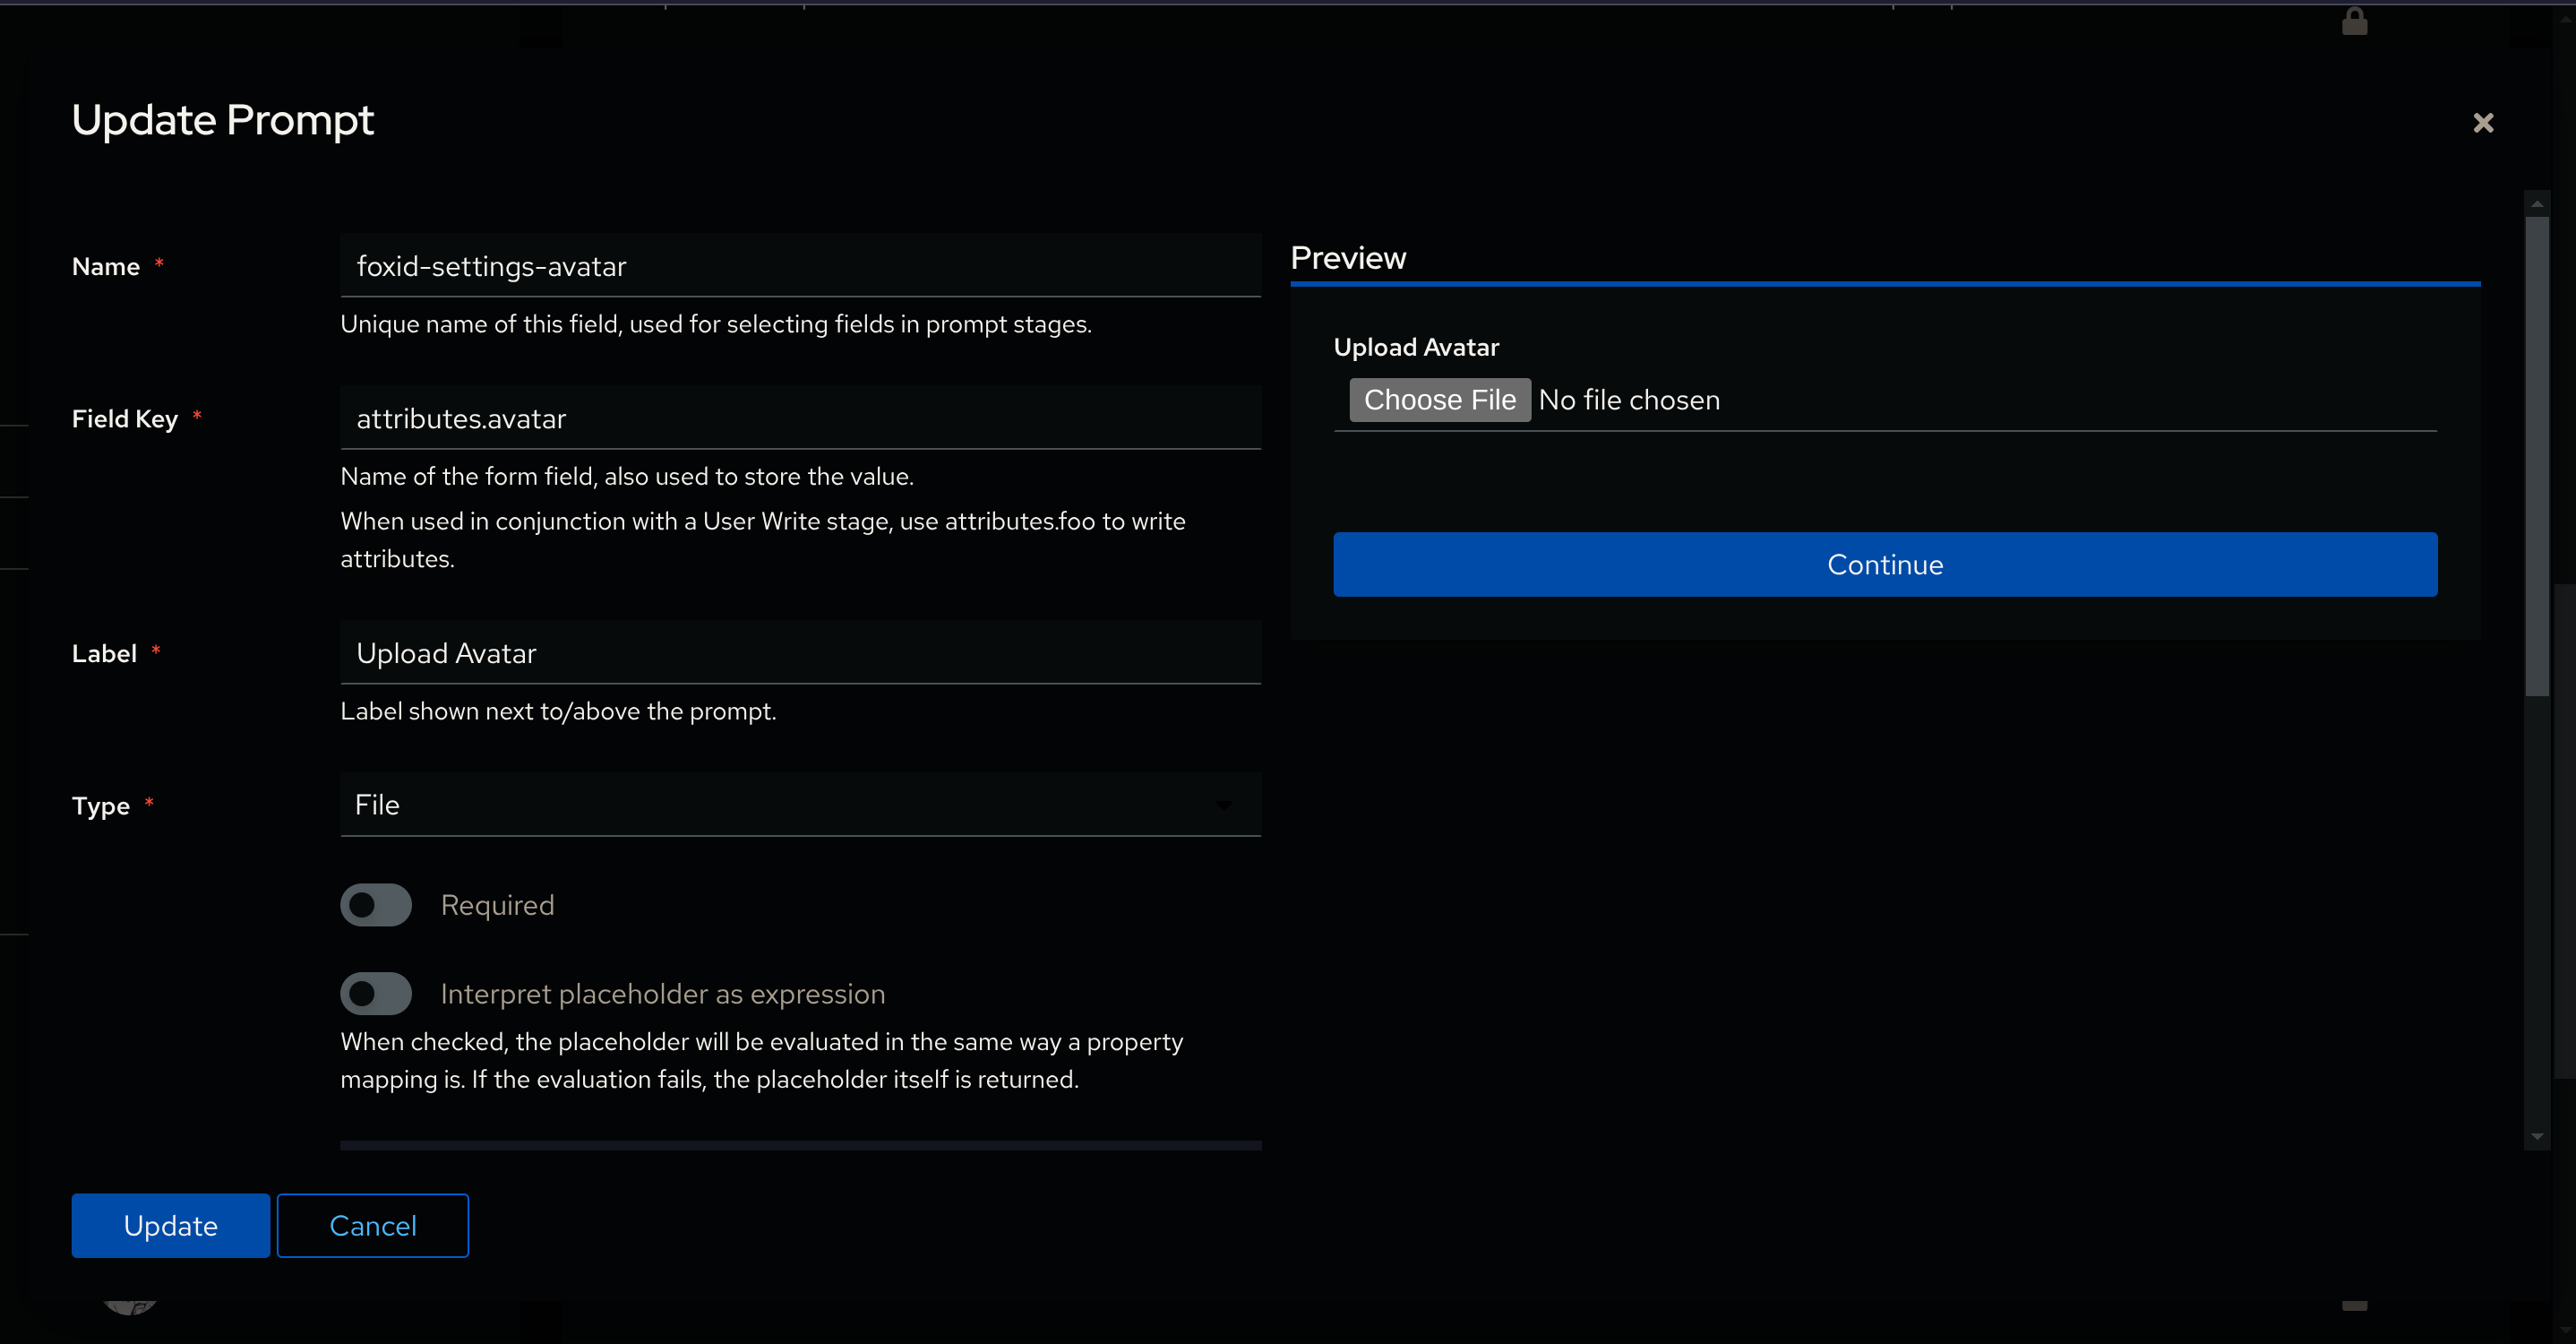 Update Prompt
Name *
foxid-settings-avatar
Unique name of this field, used for selecting fields in prompt stages.
Field Key *
attributes.avatar
Name of the form field, also used to store the value.
When used in conjunction with a User Write stage, use attributes.foo to write
attributes.
Label *
Upload Avatar
Label shown next to/above the prompt.
Type *
File
Required
Interpret placeholder as expression
When checked, the placeholder will be evaluated in the same way a property
mapping is. If the evaluation fails, the placeholder itself is returned.
Update
Cancel
Preview
Upload Avatar
Choose File No file chosen
Continue